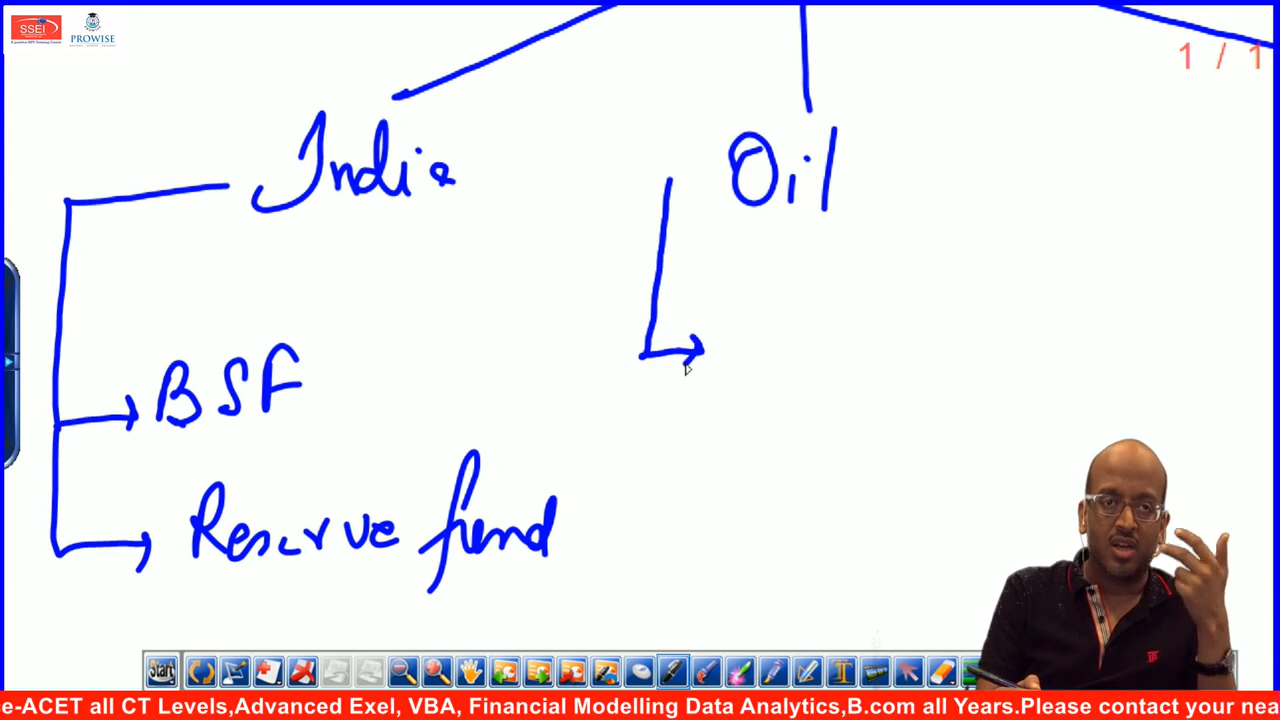 SSEI
PROWISE
1 / 1
India
Oil
BSF
Reserve fund
Start
e-ACET all CT Levels,Advanced Exel, VBA, Financial Modelling Data Analytics,B.com all Years.Please contact your nea